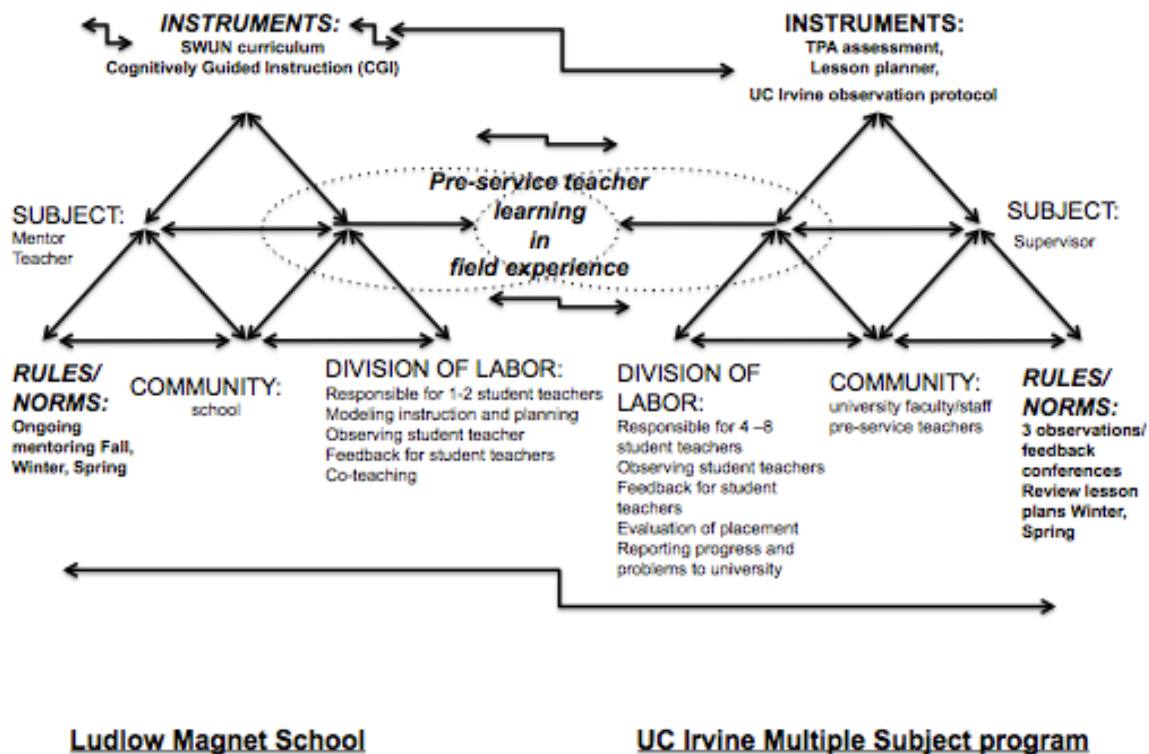 INSTRUMENTS:
SWUN curriculum
Cognitively Guided Instruction (CGI)
INSTRUMENTS:
TPA assessment,
Lesson planner,
UC Irvine observation protocol
Pre-service teacher
learning
in
field experience
SUBJECT:
Mentor
Teacher
SUBJECT:
Supervisor
RULES/
NORMS:
Ongoing
mentoring Fall,
Winter, Spring
COMMUNITY:
school
DIVISION OF LABOR:
Responsible for 1-2 student teachers
Modeling instruction and planning
Observing student teacher
Feedback for student teachers
Co-teaching
DIVISION OF
LABOR:
Responsible for 4 –8
student teachers
Observing student teachers
Feedback for student
teachers
Evaluation of placement
Reporting progress and
problems to university
COMMUNITY:
university faculty/staff
pre-service teachers
RULES/
NORMS:
3 observations/
feedback
conferences
Review lesson
plans Winter,
Spring
Ludlow Magnet School
UC Irvine Multiple Subject program